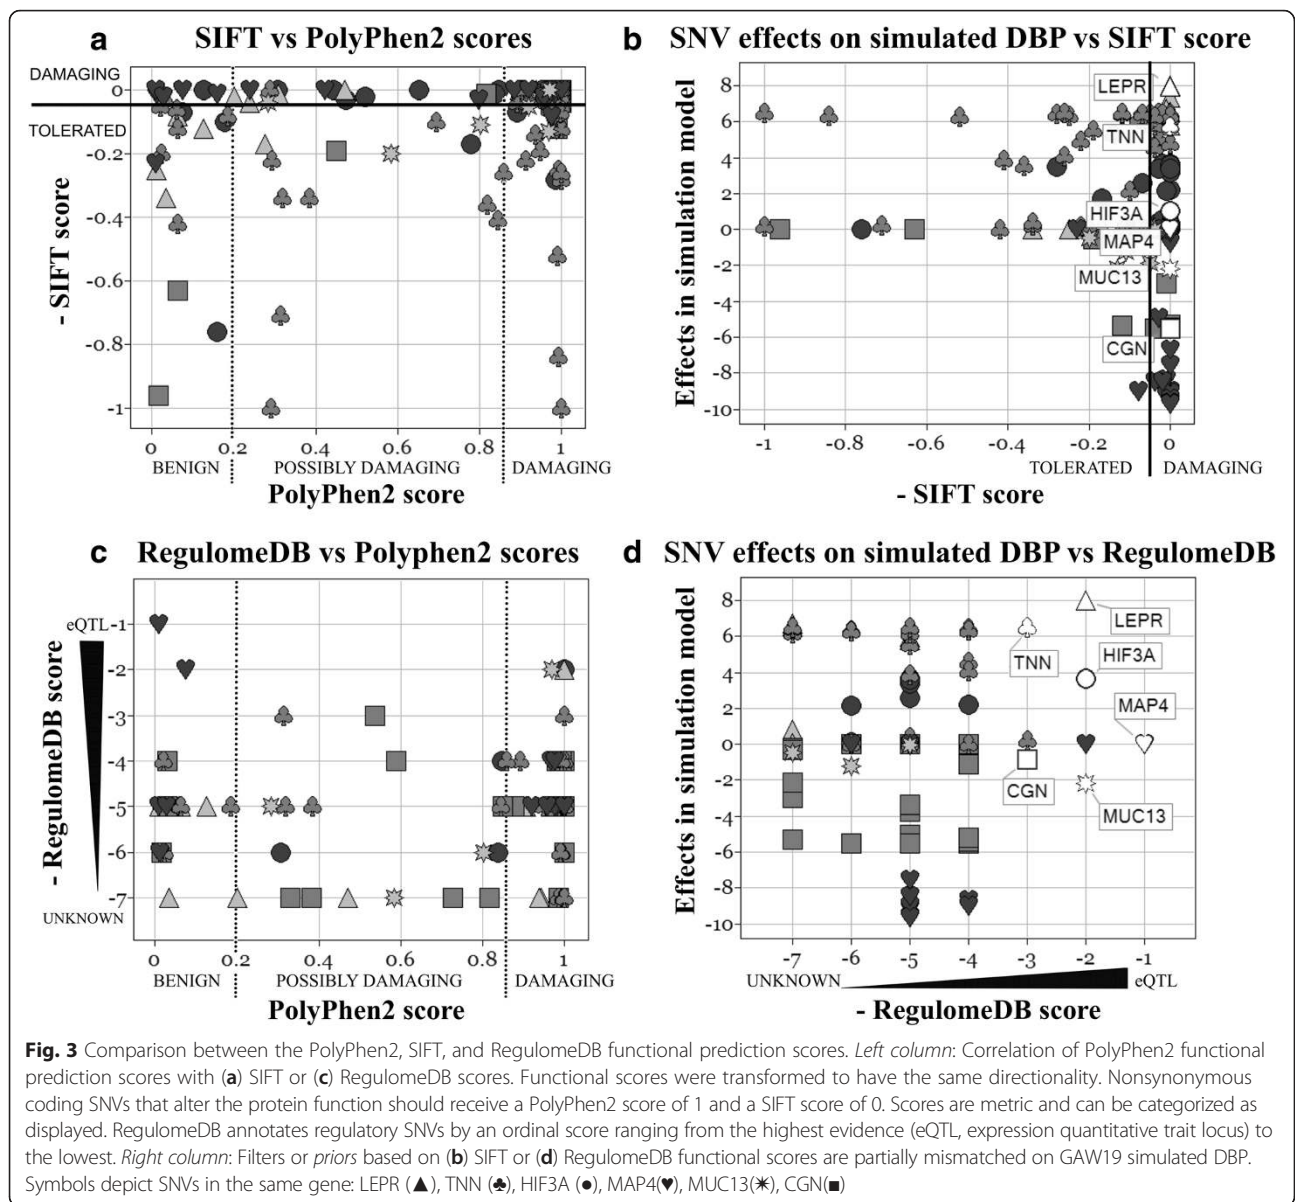 a SIFT vs PolyPhen2 scores
DAMAGING
TOLERATED
0
-0.2
-0.4
-0.6
-0.8
-1
- SIFT score
0 0.2 0.4 0.6 0.8 1
BENIGN POSSIBLY DAMAGING DAMAGING
PolyPhen2 score
b SNV effects on simulated DBP vs SIFT score
Effects in simulation model
8
6
4
2
0
-2
-4
-6
-8
-10
LEPR
TNN
HIF3A
MAP4
MUC13
CGN
-1 -0.8 -0.6 -0.4 -0.2 0
TOLERATED DAMAGING
- SIFT score
c RegulomeDB vs Polyphen2 scores
- RegulomeDB score
eQTL -1
-2
-3
-4
-5
-6
-7
UNKNOWN
0 0.2 0.4 0.6 0.8 1
BENIGN POSSIBLY DAMAGING DAMAGING
PolyPhen2 score
d SNV effects on simulated DBP vs RegulomeDB
Effects in simulation model
8
6
4
2
0
-2
-4
-6
-8
-10
LEPR
TNN
HIF3A
MAP4
CGN
MUC13
-7 -6 -5 -4 -3 -2 -1
UNKNOWN eQTL
- RegulomeDB score
Fig. 3 Comparison between the PolyPhen2, SIFT, and RegulomeDB functional prediction scores. Left column: Correlation of PolyPhen2 functional
prediction scores with (a) SIFT or (c) RegulomeDB scores. Functional scores were transformed to have the same directionality. Nonsynonymous
coding SNVs that alter the protein function should receive a PolyPhen2 score of 1 and a SIFT score of 0. Scores are metric and can be categorized as
displayed. RegulomeDB annotates regulatory SNVs by an ordinal score ranging from the highest evidence (eQTL, expression quantitative trait locus) to
the lowest. Right column: Filters or priors based on (b) SIFT or (d) RegulomeDB functional scores are partially mismatched on GAW19 simulated DBP.
Symbols depict SNVs in the same gene: LEPR (▲), TNN (♣), HIF3A (●), MAP4(♥), MUC13(✶), CGN(■)